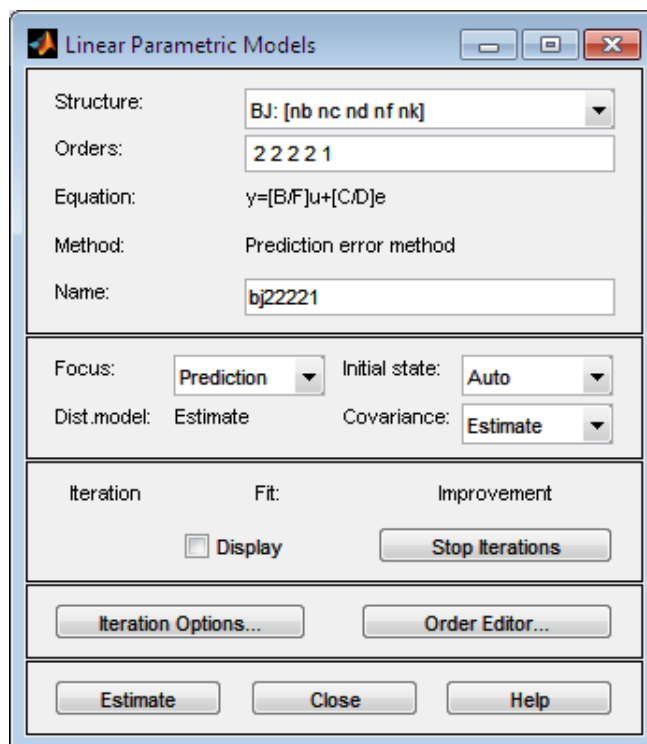 Linear Parametric Models
Structure: BJ: [nb nc nd nf nk]
Orders: 2 2 2 2 1
Equation: y=[B/F]u+[C/D]e
Method: Prediction error method
Name: bj22221
Focus: Prediction Initial state: Auto
Dist.model: Estimate Covariance: Estimate
Iteration Fit: Improvement
Display Stop Iterations
Iteration Options... Order Editor...
Estimate Close Help